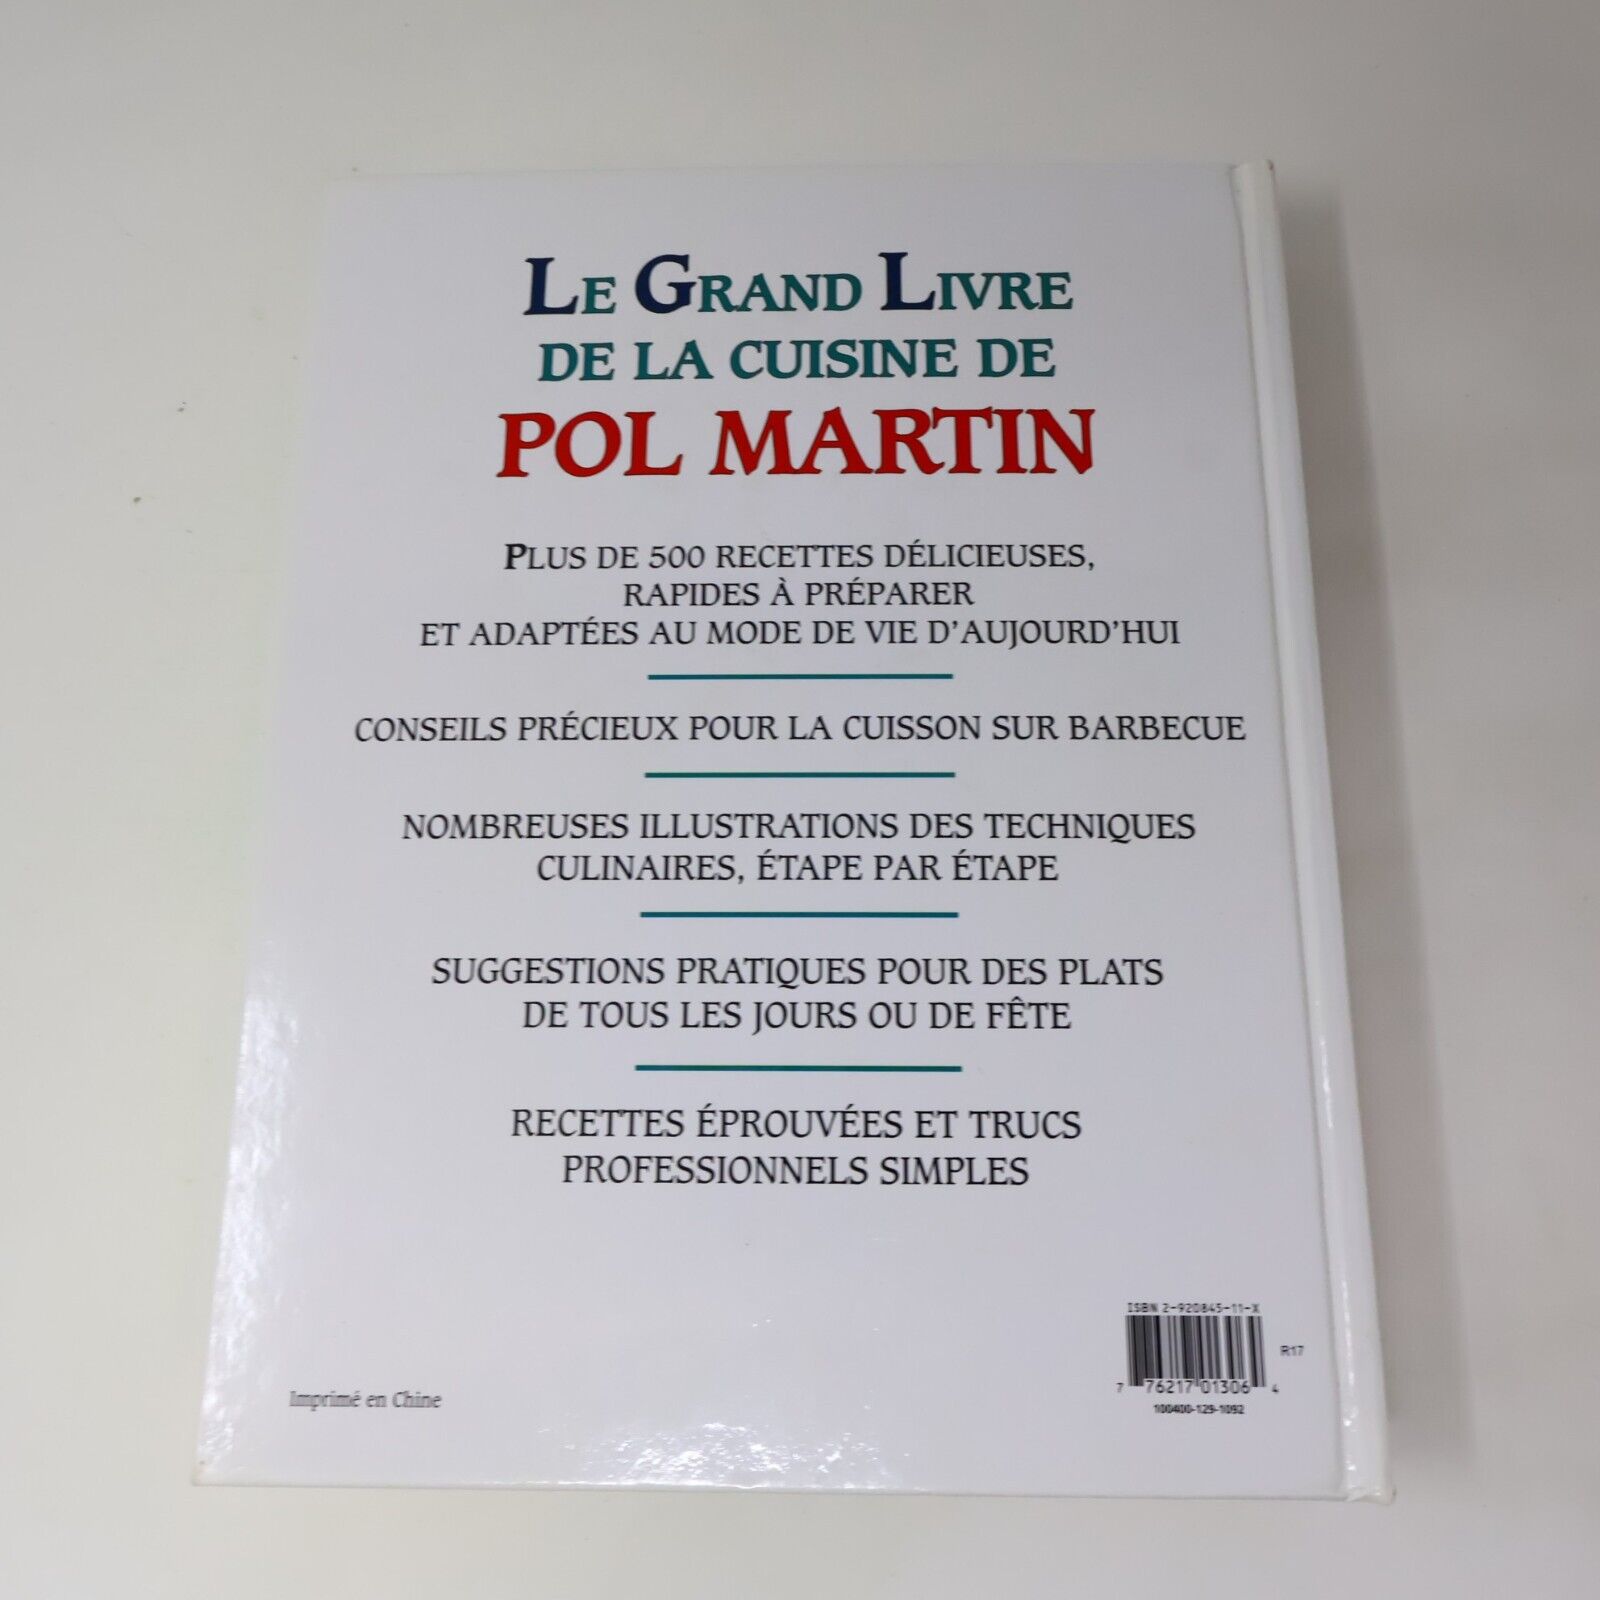 LE GRAND LIVRE
DE LA CUISINE DE
POL MARTIN
PLUS DE 500 RECETTES DÉLICIEUSES,
RAPIDES À PRÉPARER
ET ADAPTÉES AU MODE DE VIE D'AUJOURD'HUI
CONSEILS PRÉCIEUX POUR LA CUISSON SUR BARBECUE
NOMBREUSES ILLUSTRATIONS DES TECHNIQUES
CULINAIRES, ÉTAPE PAR ÉTAPE
SUGGESTIONS PRATIQUES POUR DES PLATS
DE TOUS LES JOURS OU DE FÊTE
RECETTES ÉPROUVÉES ET TRUCS
PROFESSIONNELS SIMPLES
Imprimé en Chine
ISBN 2-920845-11-X
R17
7 76217 01306 4
100400-129-1092